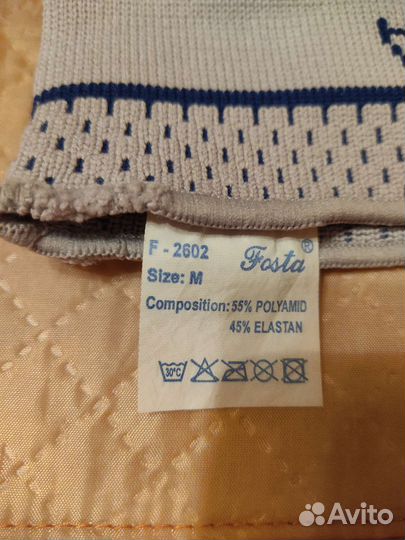 F - 2602 Fosta®
Size: M
Composition: 55% POLYAMID
45% ELASTAN
30°C
Avito